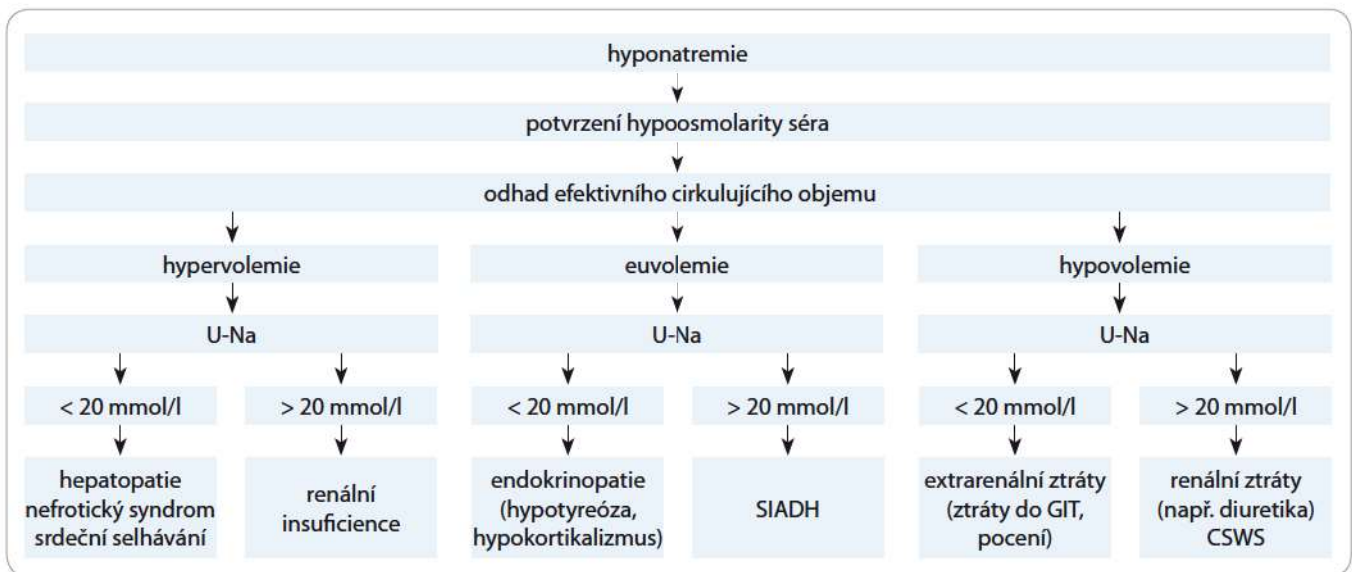 hyponatremie
potvrzení hypoosmolarity séra
odhad efektivního cirkulujícího objemu
hypervolemie
euvolemie
hypovolemie
U-Na
U-Na
U-Na
< 20 mmol/l
> 20 mmol/l
< 20 mmol/l
> 20 mmol/l
< 20 mmol/l
> 20 mmol/l
hepatopatie
nefrotický syndrom
srdeční selhávání
renální
insuficience
endokrinopatie
(hypotyreóza,
hypokortikalizmus)
SIADH
extrarenální ztráty
(ztráty do GIT,
pocení)
renální ztráty
(např. diuretika)
CSWS